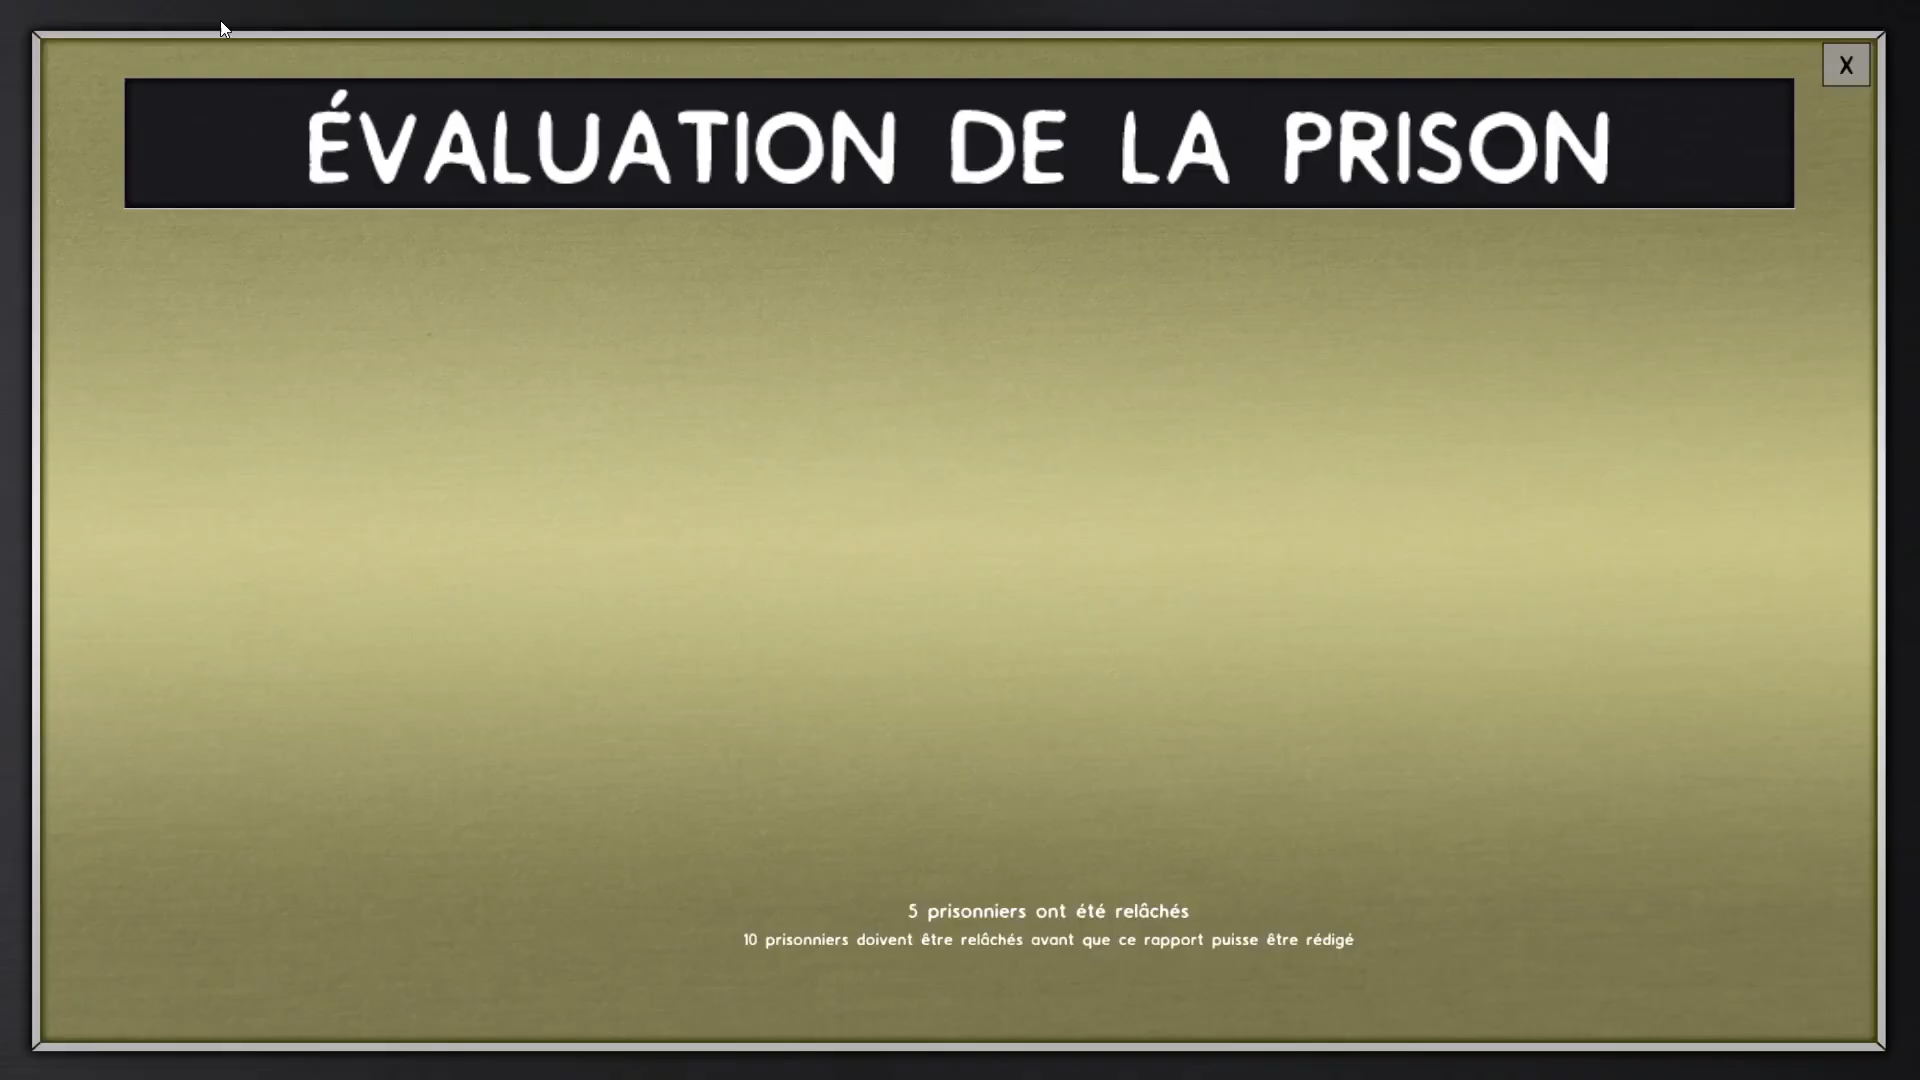 X
ÉVALUATION DE LA PRISON
5 prisonniers ont été relâchés
10 prisonniers doivent être relâchés avant que ce rapport puisse être rédigé